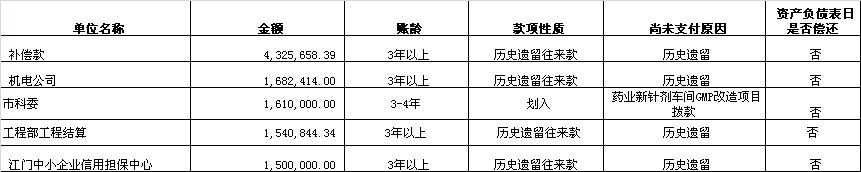 单位名称 金额 账龄 款项性质 尚未支付原因 资产负债表日
是否偿还
补偿款 4,325,658.39 3年以上 历史遗留往来款 历史遗留 否
机电公司 1,682,414.00 3年以上 历史遗留往来款 历史遗留 否
市科委 1,610,000.00 3-4年 划入 药业新针剂车间GMP改造项目
拨款 否
工程部工程结算 1,540,844.34 3年以上 历史遗留往来款 历史遗留 否
江门中小企业信用担保中心 1,500,000.00 3年以上 历史遗留往来款 历史遗留 否